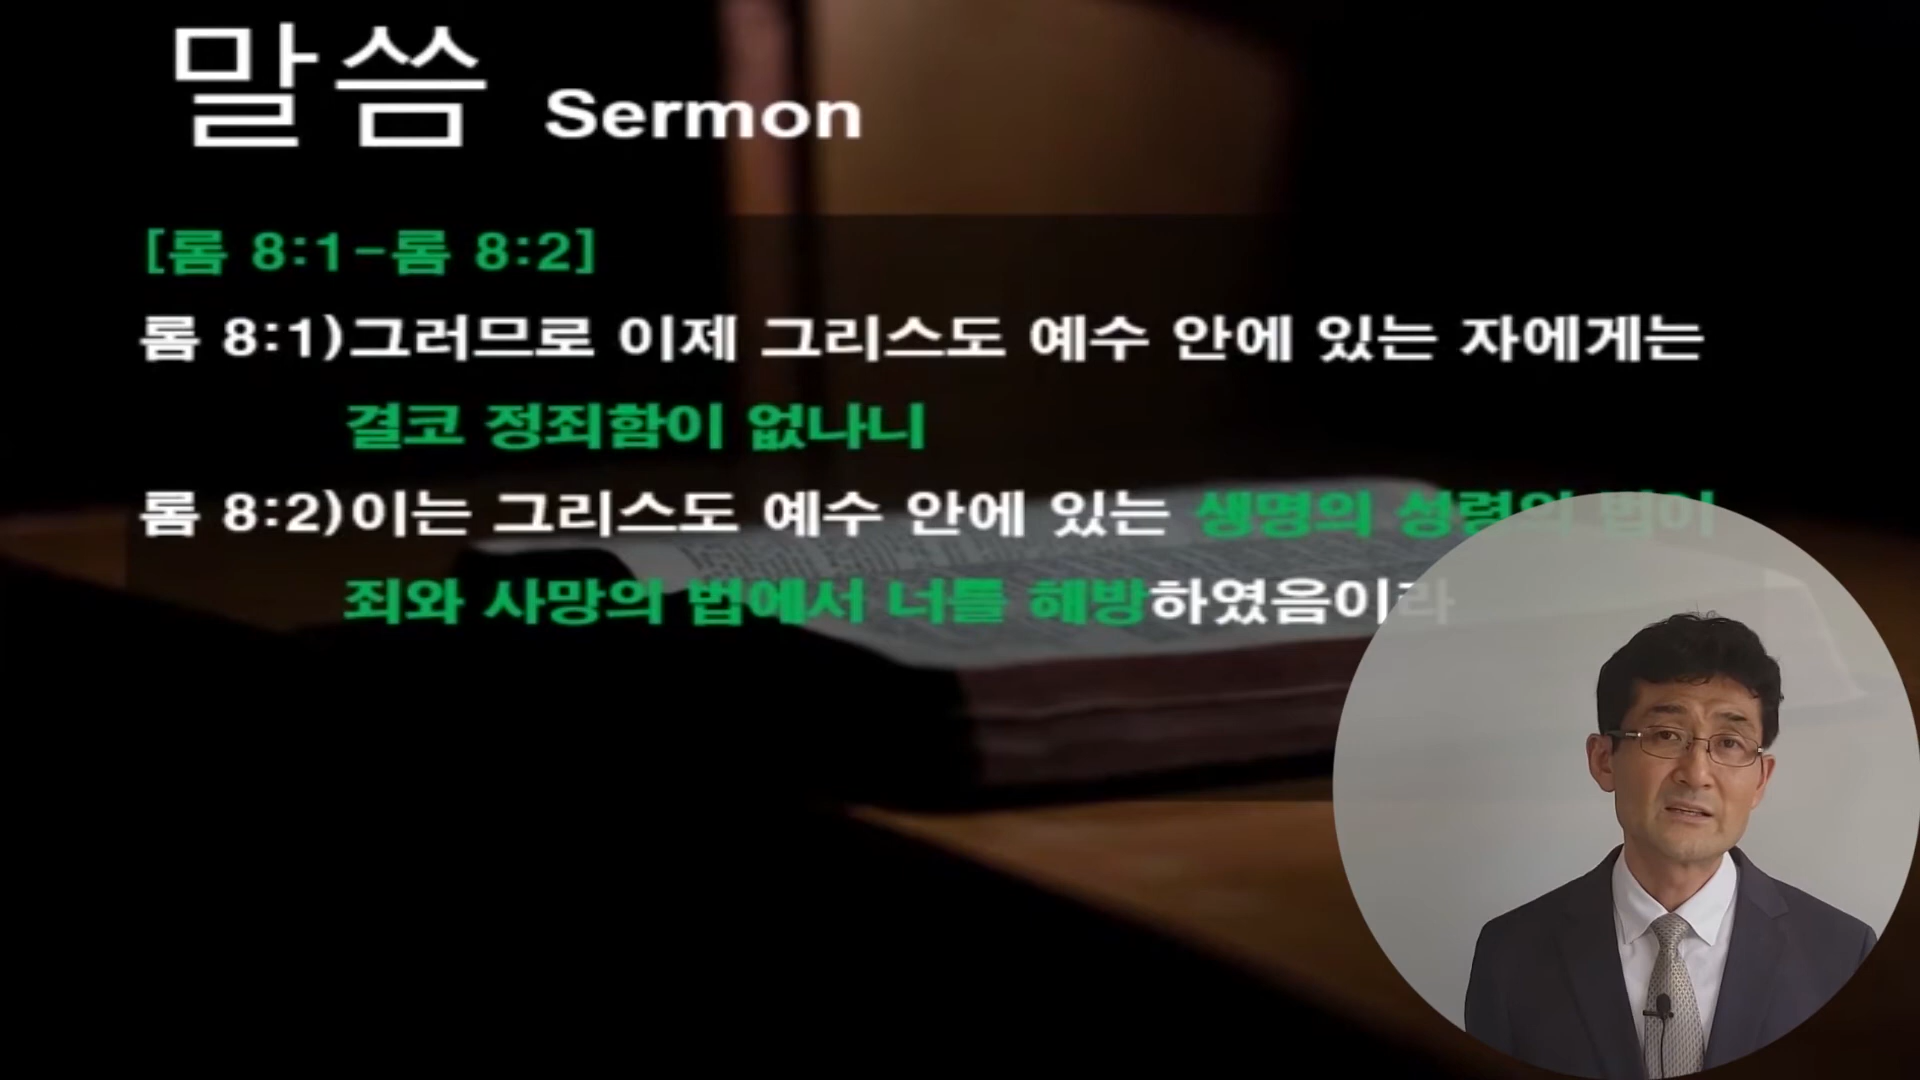 말씀 Sermon
[롬 8:1-롬 8:2]
롬 8:1)그러므로 이제 그리스도 예수 안에 있는 자에게는
결코 정죄함이 없나니
롬 8:2)이는 그리스도 예수 안에 있는 생명의 성령의 법이
죄와 사망의 법에서 너를 해방하였음이라